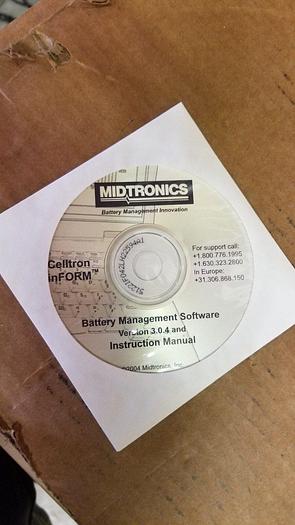 MIDTRONICS
Battery Management Innovation
For support call:
+1.800.776.1995
+1.630.323.2800
In Europe:
+31.306.868.150
Celltron
inFORM™
Battery Management Software
Version 3.0.4 and
Instruction Manual
©2004 Midtronics, Inc.